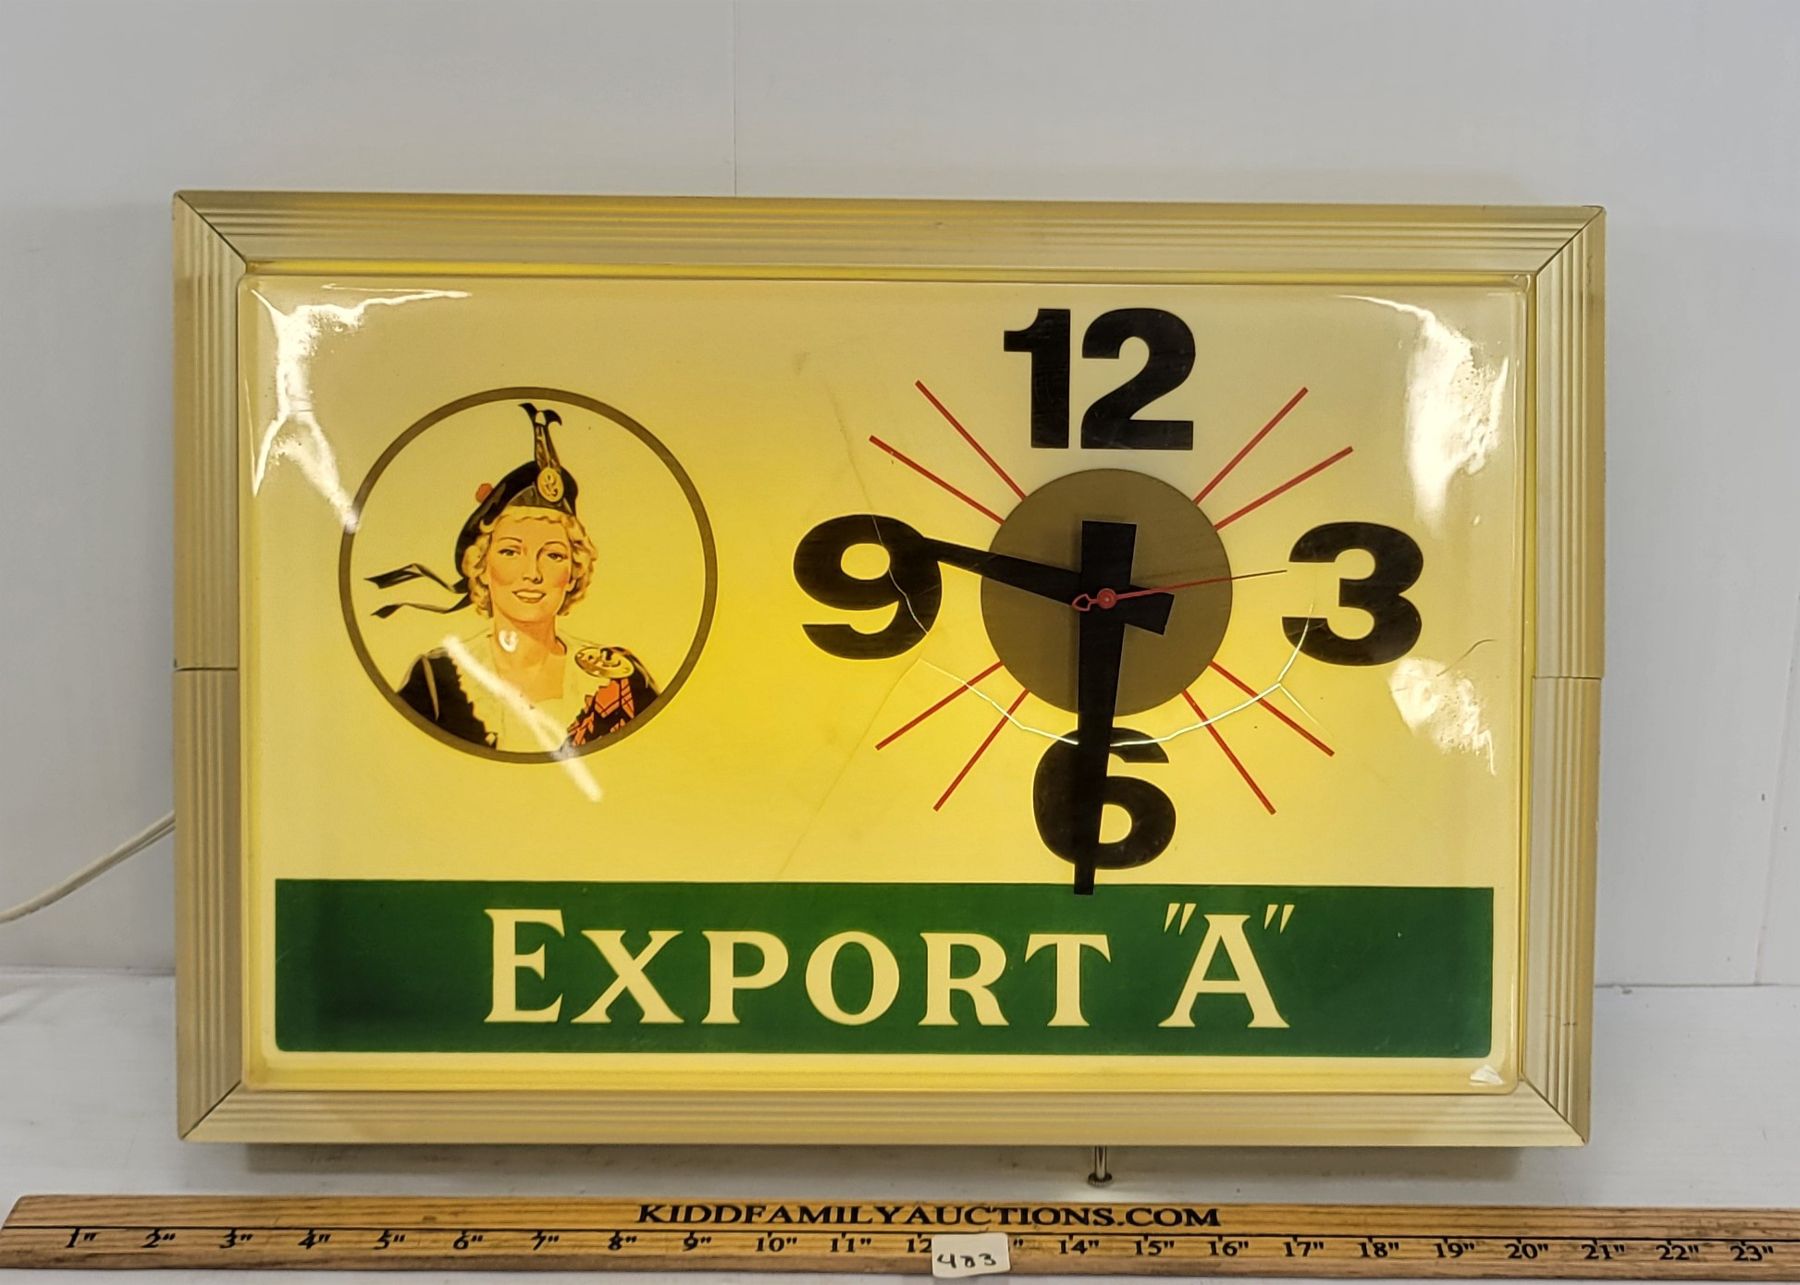 12
9
3
6
EXPORT "A"
KIDDFAMILYAUCTIONS.COM
1" 2" 3" 4" 5" 6" 7" 8" 9" 10" 11" 12 " 14" 15" 16" 17" 18" 19" 20" 21" 22" 23"
483